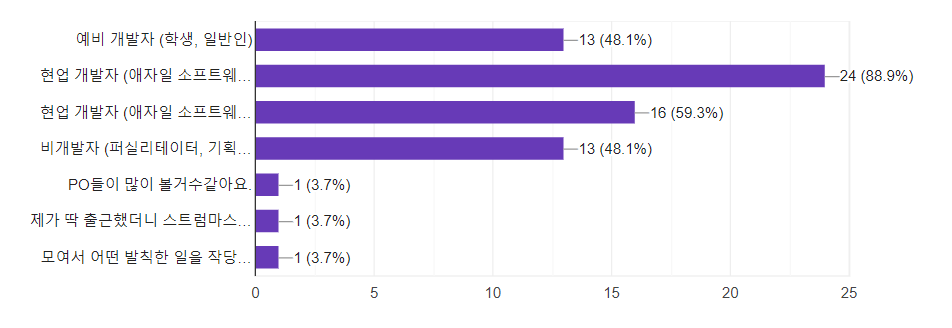 예비 개발자 (학생, 일반인)
13 (48.1%)
현업 개발자 (애자일 소프트웨...
24 (88.9%)
현업 개발자 (애자일 소프트웨...
16 (59.3%)
비개발자 (퍼실리테이터, 기획...
13 (48.1%)
PO들이 많이 볼거수같아요.
1 (3.7%)
제가 딱 출근했더니 스트럼마스...
1 (3.7%)
모여서 어떤 발칙한 일을 작당...
1 (3.7%)
0 5 10 15 20 25